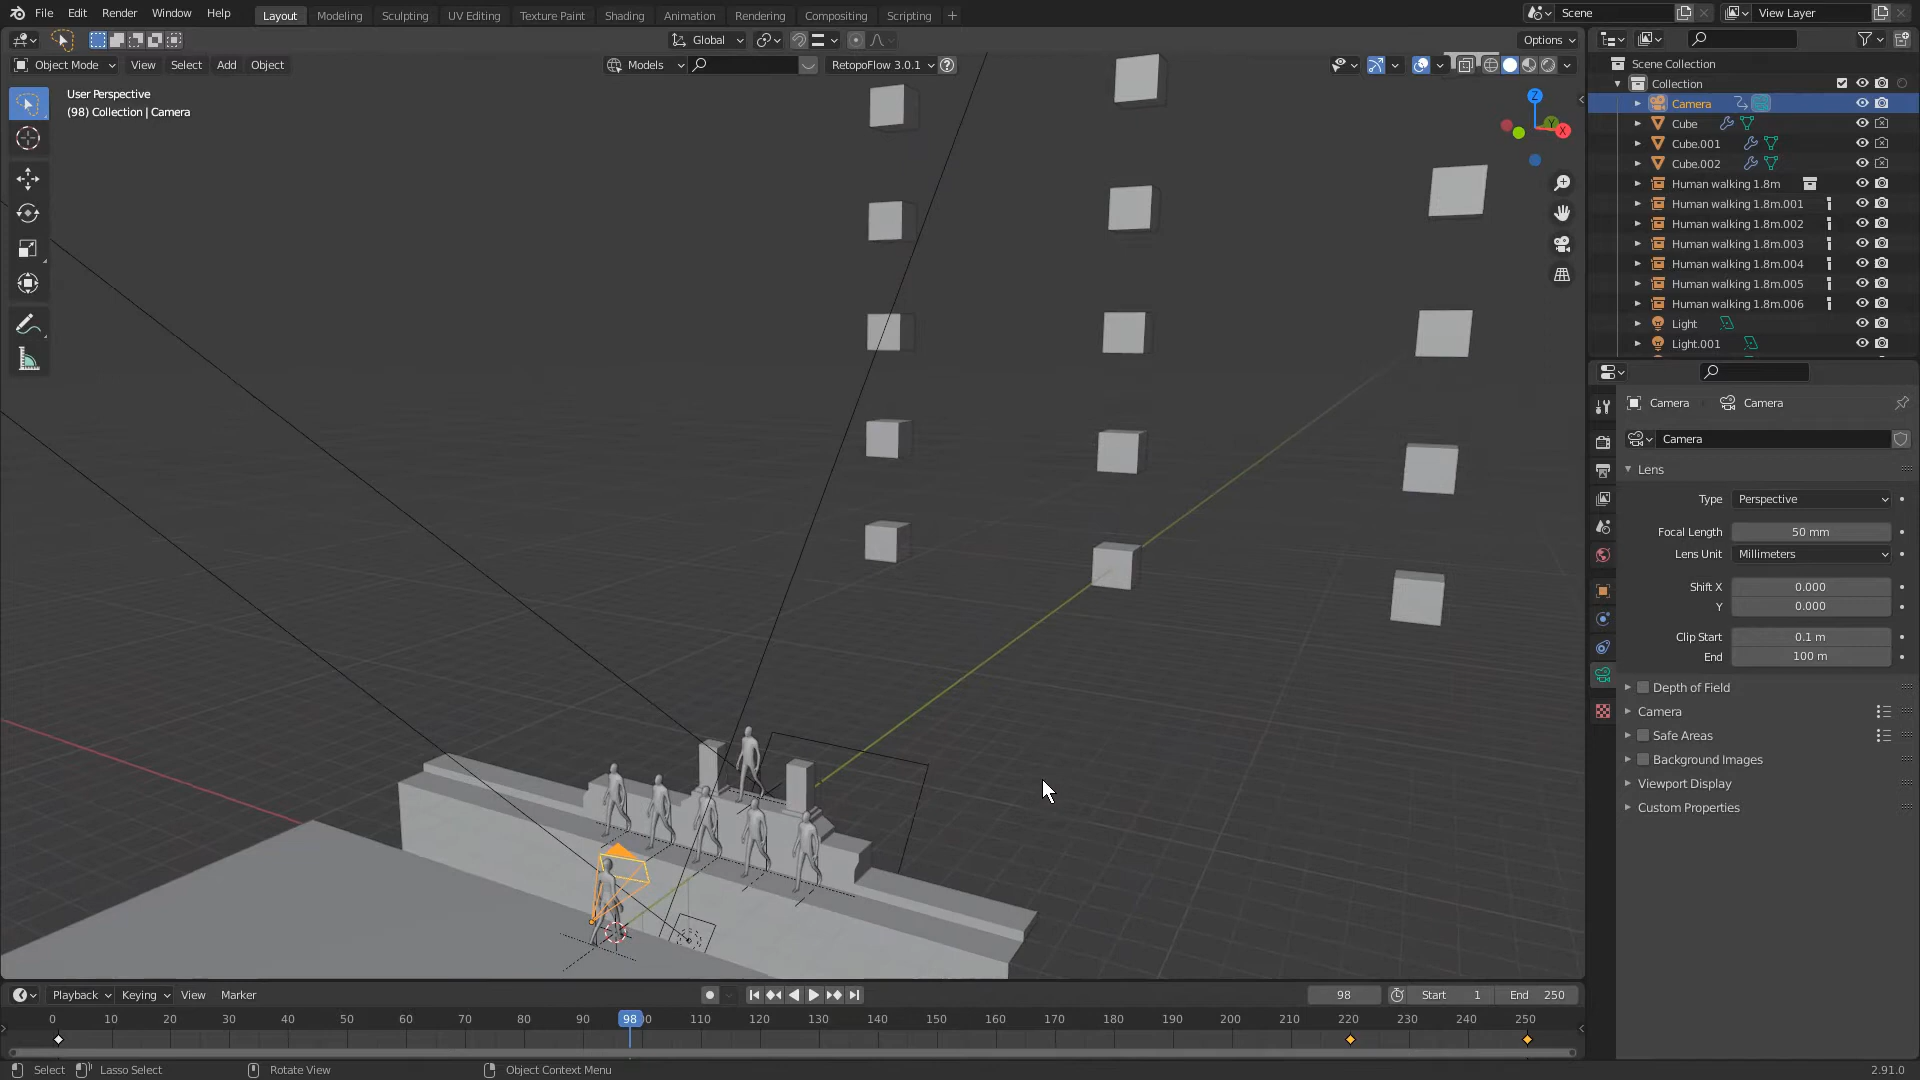 File Edit Render Window Help Layout Modeling Sculpting UV Editing Texture Paint Shading Animation Rendering Compositing Scripting + Scene View Layer
Global Options
Object Mode View Select Add Object Models RetopoFlow 3.0.1 ?
User Perspective
(98) Collection | Camera
Z
Y
X
Scene Collection
Collection
Camera
Cube
Cube.001
Cube.002
Human walking 1.8m
Human walking 1.8m.001
Human walking 1.8m.002
Human walking 1.8m.003
Human walking 1.8m.004
Human walking 1.8m.005
Human walking 1.8m.006
Light
Light.001
Camera Camera
Camera
Lens
Type Perspective
Focal Length 50 mm
Lens Unit Millimeters
Shift X 0.000
Y 0.000
Clip Start 0.1 m
End 100 m
Depth of Field
Camera
Safe Areas
Background Images
Viewport Display
Custom Properties
Playback Keying View Marker 98 Start 1 End 250
0 10 20 30 40 50 60 70 80 90 98 110 120 130 140 150 160 170 180 190 200 210 220 230 240 250
Select Lasso Select Rotate View Object Context Menu 2.91.0